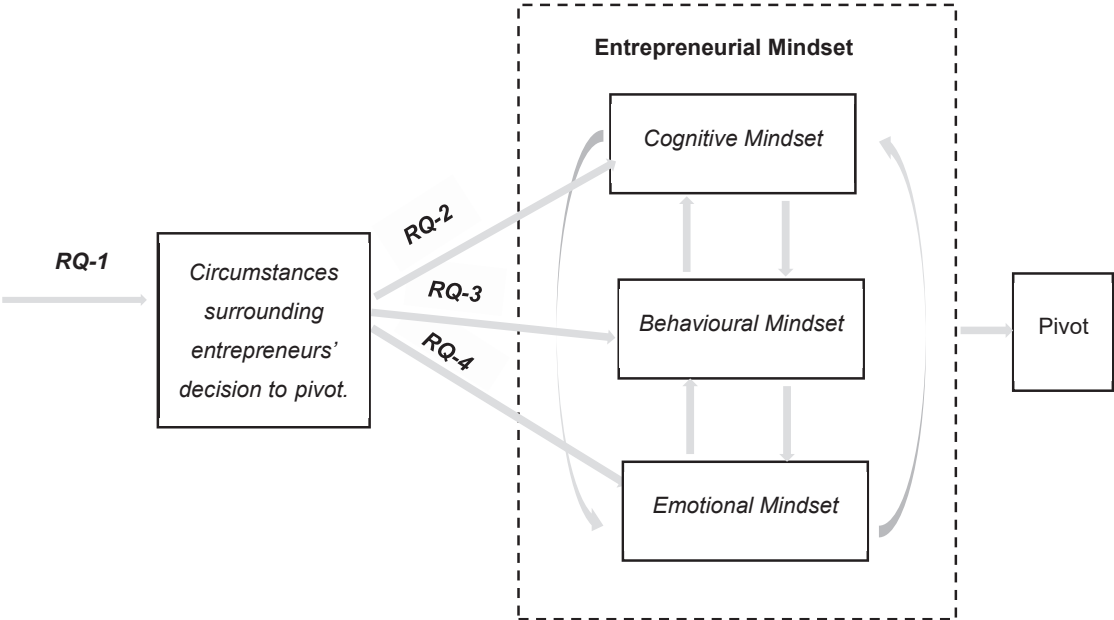 Entrepreneurial Mindset
Cognitive Mindset
RQ-2
RQ-1
Circumstances
surrounding
entrepreneurs’
decision to pivot.
RQ-3
Behavioural Mindset
Pivot
RQ-4
Emotional Mindset